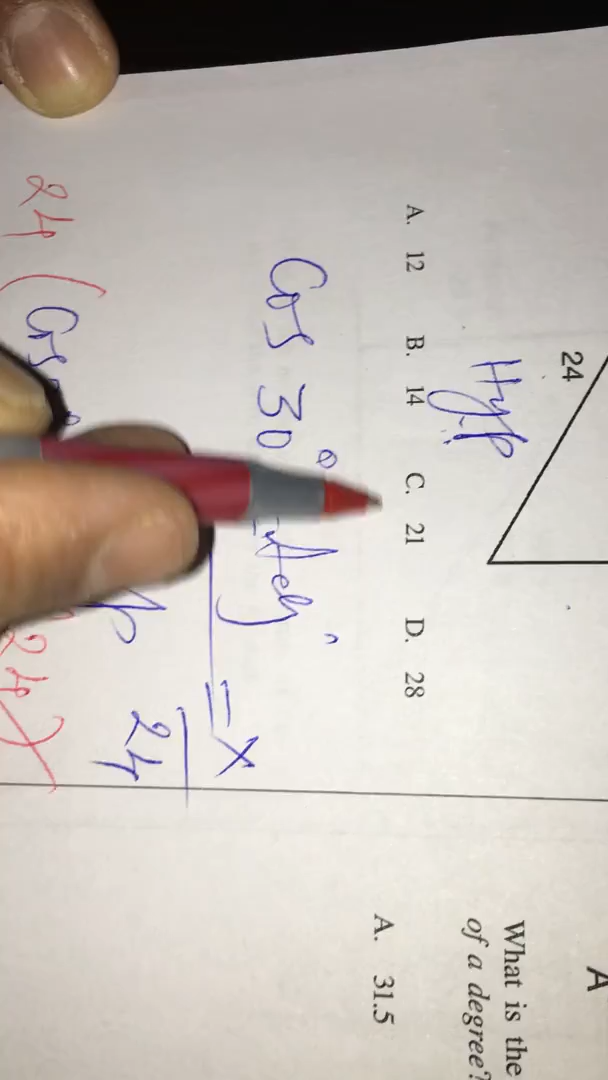 24
Hyp
A. 12 B. 14 C. 21 D. 28
Cos 30° Adj = x
24
24 ( Cos
24 )
A
What is the
of a degree?
A. 31.5